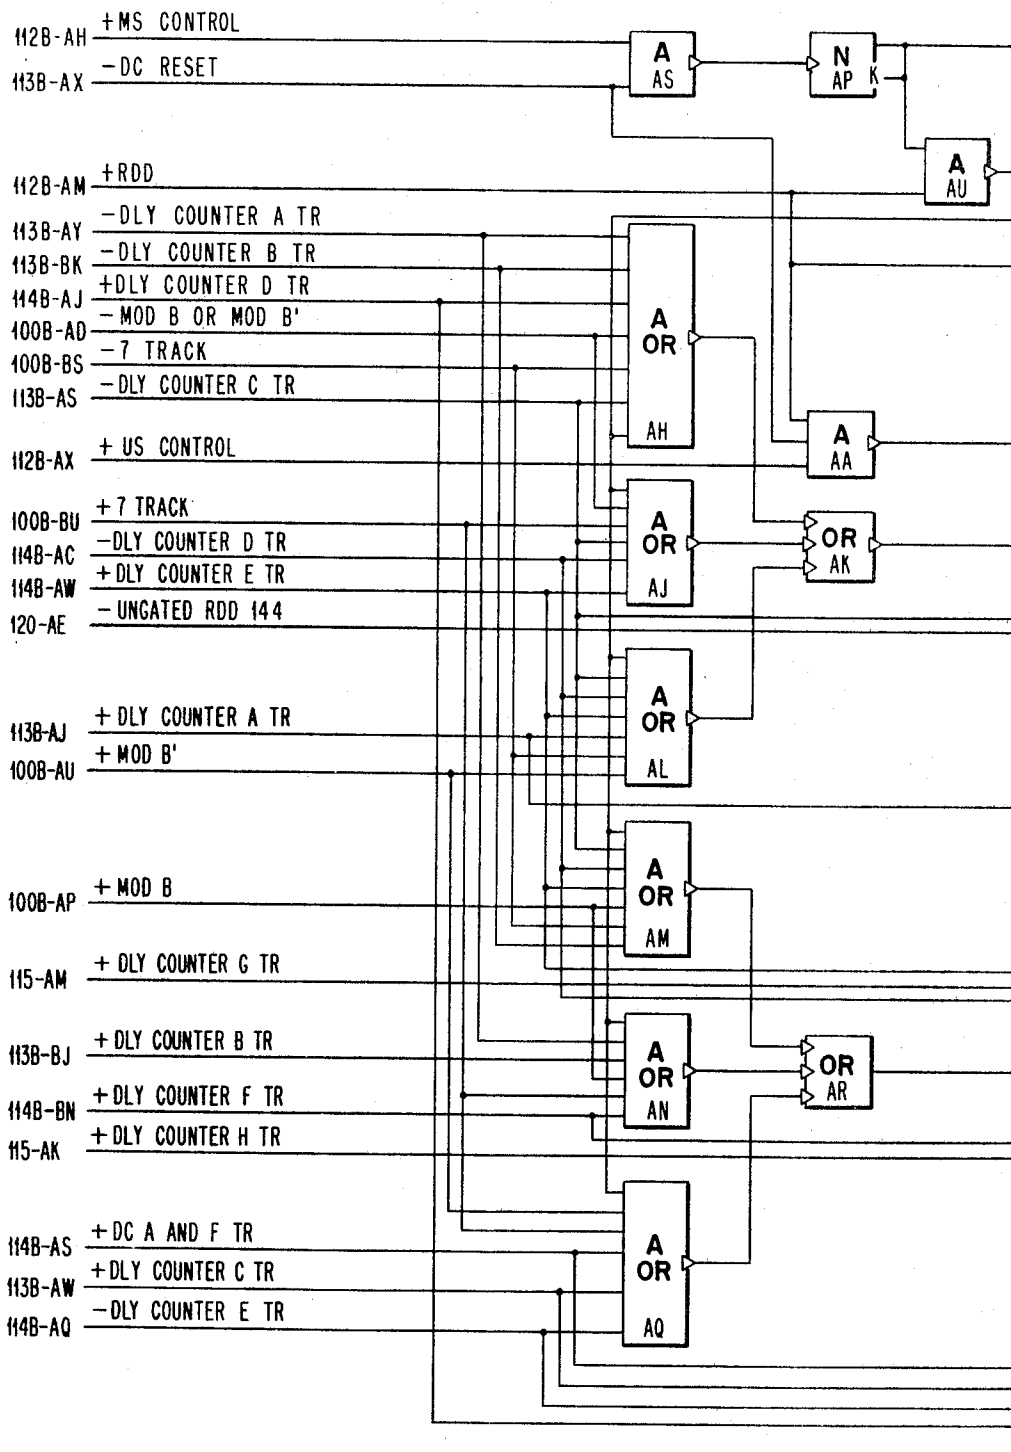 112B-AH +MS CONTROL
113B-AX -DC RESET
A
AS
N
AP K
A
AU
112B-AM +RDD
113B-AY -DLY COUNTER A TR
113B-BK -DLY COUNTER B TR
114B-AJ +DLY COUNTER D TR
100B-AD -MOD B OR MOD B'
100B-BS -7 TRACK
113B-AS -DLY COUNTER C TR
A
OR
AH
112B-AX + US CONTROL
A
AA
100B-BU +7 TRACK
114B-AC -DLY COUNTER D TR
114B-AW +DLY COUNTER E TR
120-AE - UNGATED RDD 144
A
OR
AJ
OR
AK
113B-AJ + DLY COUNTER A TR
100B-AU + MOD B'
A
OR
AL
100B-AP + MOD B
A
OR
AM
115-AM + DLY COUNTER G TR
113B-BJ + DLY COUNTER B TR
114B-BN + DLY COUNTER F TR
115-AK + DLY COUNTER H TR
A
OR
AN
OR
AR
114B-AS + DC A AND F TR
113B-AW +DLY COUNTER C TR
114B-AQ -DLY COUNTER E TR
A
OR
AQ